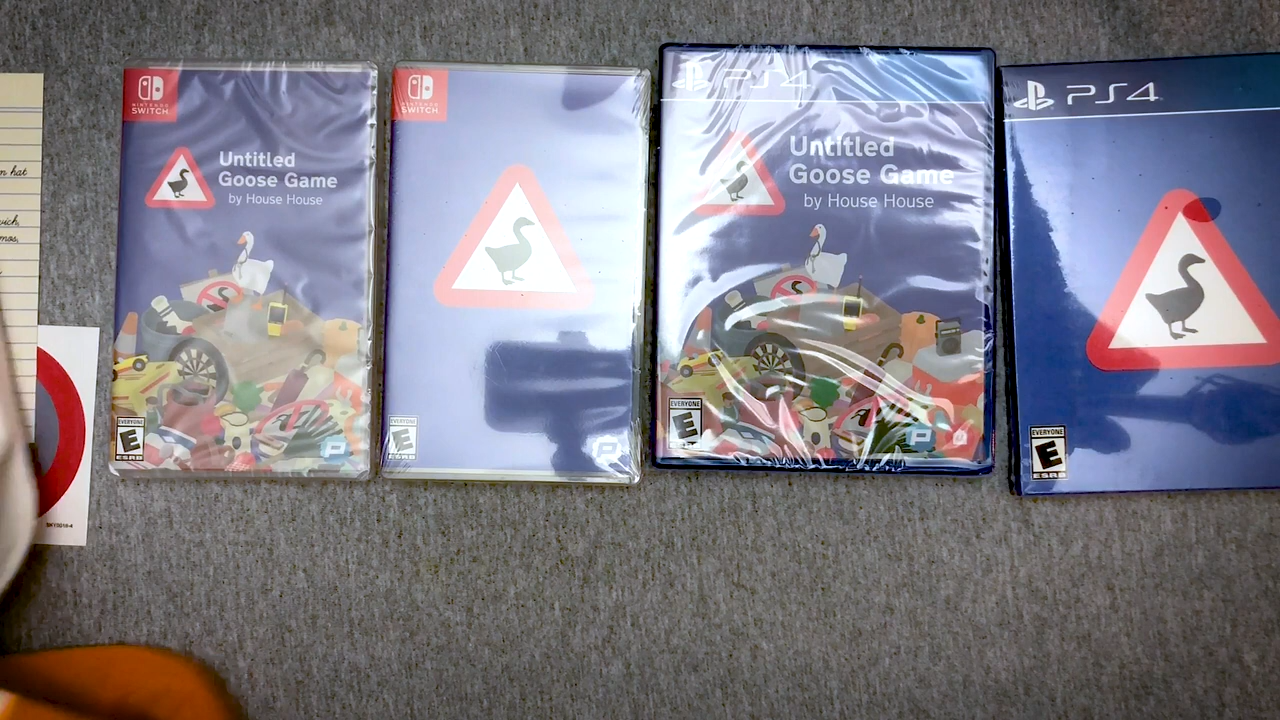 m hat
mos,
NINTENDO
SWITCH
Untitled
Goose Game
by House House
EVERYONE
E
ESRB
NINTENDO
SWITCH
EVERYONE
E
ESRB
PS4
Untitled
Goose Game
by House House
EVERYONE
E
ESRB
PS4
EVERYONE
E
ESRB